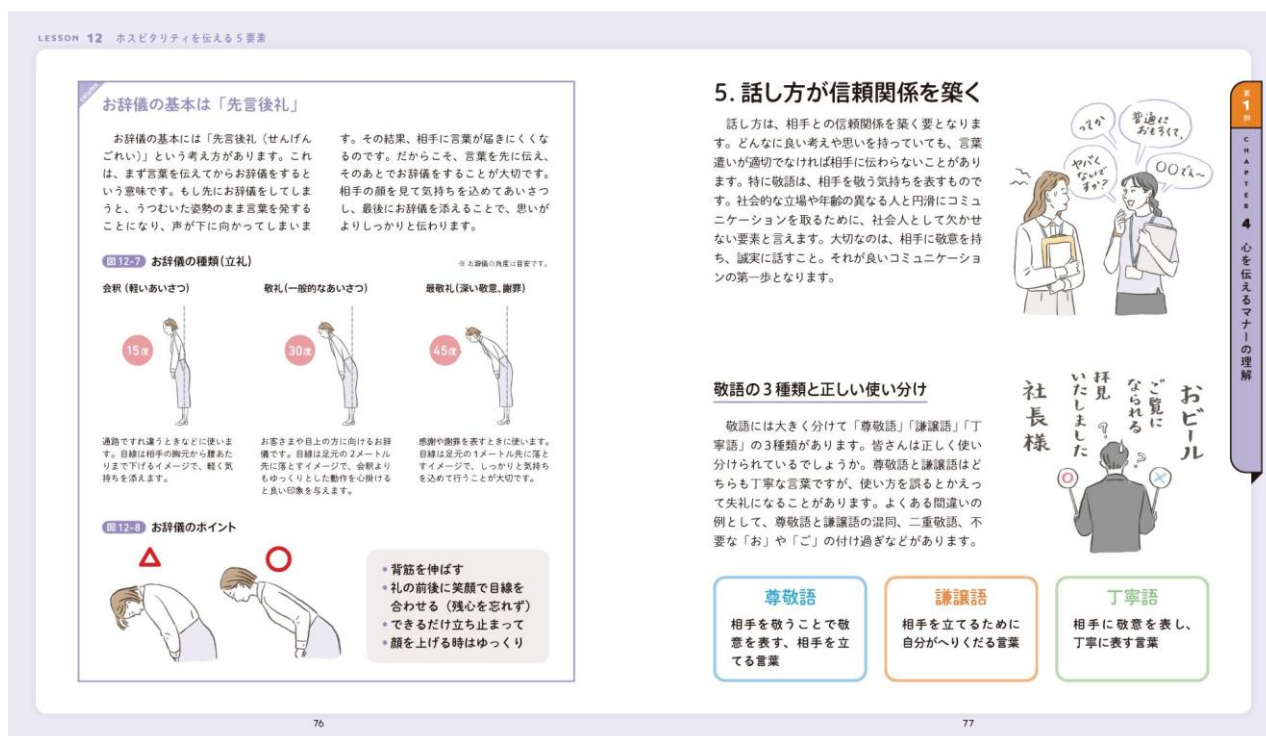 LESSON 12 ホスピタリティを伝える5要素
column
お辞儀の基本は「先言後礼」
お辞儀の基本には「先言後礼（せんげん
ごれい）」という考え方があります。これ
は、まず言葉を伝えてからお辞儀をすると
いう意味です。もし先にお辞儀をしてしま
うと、うつむいた姿勢のまま言葉を発する
ことになり、声が下に向かってしまいま
す。その結果、相手に言葉が届きにくくな
るのです。だからこそ、言葉を先に伝え、
そのあとでお辞儀をすることが大切です。
相手の顔を見て気持ちを込めてあいさつ
し、最後にお辞儀を添えることで、思いが
よりしっかりと伝わります。
図12-7 お辞儀の種類（立礼）
※お辞儀の角度は目安です。
会釈（軽いあいさつ）
15度
通路ですれ違うときなどに使いま
す。目線は相手の胸元から腰あた
りまで下げるイメージで、軽く気
持ちを添えます。
敬礼（一般的なあいさつ）
30度
お客さまや目上の方に向けるお辞
儀です。目線は足元の2メートル
先に落とすイメージで、会釈より
もゆっくりとした動作を心掛ける
と良い印象を与えます。
最敬礼（深い敬意、謝罪）
45度
感謝や謝罪を表すときに使います。
目線は足元の1メートル先に落と
すイメージで、しっかりと気持ち
を込めて行うことが大切です。
図12-8 お辞儀のポイント
• 背筋を伸ばす
• 礼の前後に笑顔で目線を
合わせる（残心を忘れず）
• できるだけ立ち止まって
• 顔を上げる時はゆっくり
76
5. 話し方が信頼関係を築く
話し方は、相手との信頼関係を築く要となりま
す。どんなに良い考えや思いを持っていても、言葉
遣いが適切でなければ相手に伝わらないことがあり
ます。特に敬語は、相手を敬う気持ちを表すもので
す。社会的な立場や年齢の異なる人と円滑にコミュ
ニケーションを取るために、社会人として欠かせ
ない要素と言えます。大切なのは、相手に敬意を持
ち、誠実に話すこと。それが良いコミュニケーショ
ンの第一歩となります。
ってか
普通に
おもろくて、
ヤバく
ないで
すか？
○○でぇ〜
敬語の3種類と正しい使い分け
敬語には大きく分けて「尊敬語」「謙譲語」「丁
寧語」の3種類があります。皆さんは正しく使い
分けられているでしょうか。尊敬語と謙譲語はど
ちらも丁寧な言葉ですが、使い方を誤るとかえっ
て失礼になることがあります。よくある間違いの
例として、尊敬語と謙譲語の混同、二重敬語、不
要な「お」や「ご」の付け過ぎなどがあります。
おビール
ご覧に
なられる
拝見
いたしました
社長様
？
？
尊敬語
相手を敬うことで敬
意を表す、相手を立
てる言葉
謙譲語
相手を立てるために
自分がへりくだる言葉
丁寧語
相手に敬意を表し、
丁寧に表す言葉
第1部
CHAPTER 4 心を伝えるマナーの理解
77